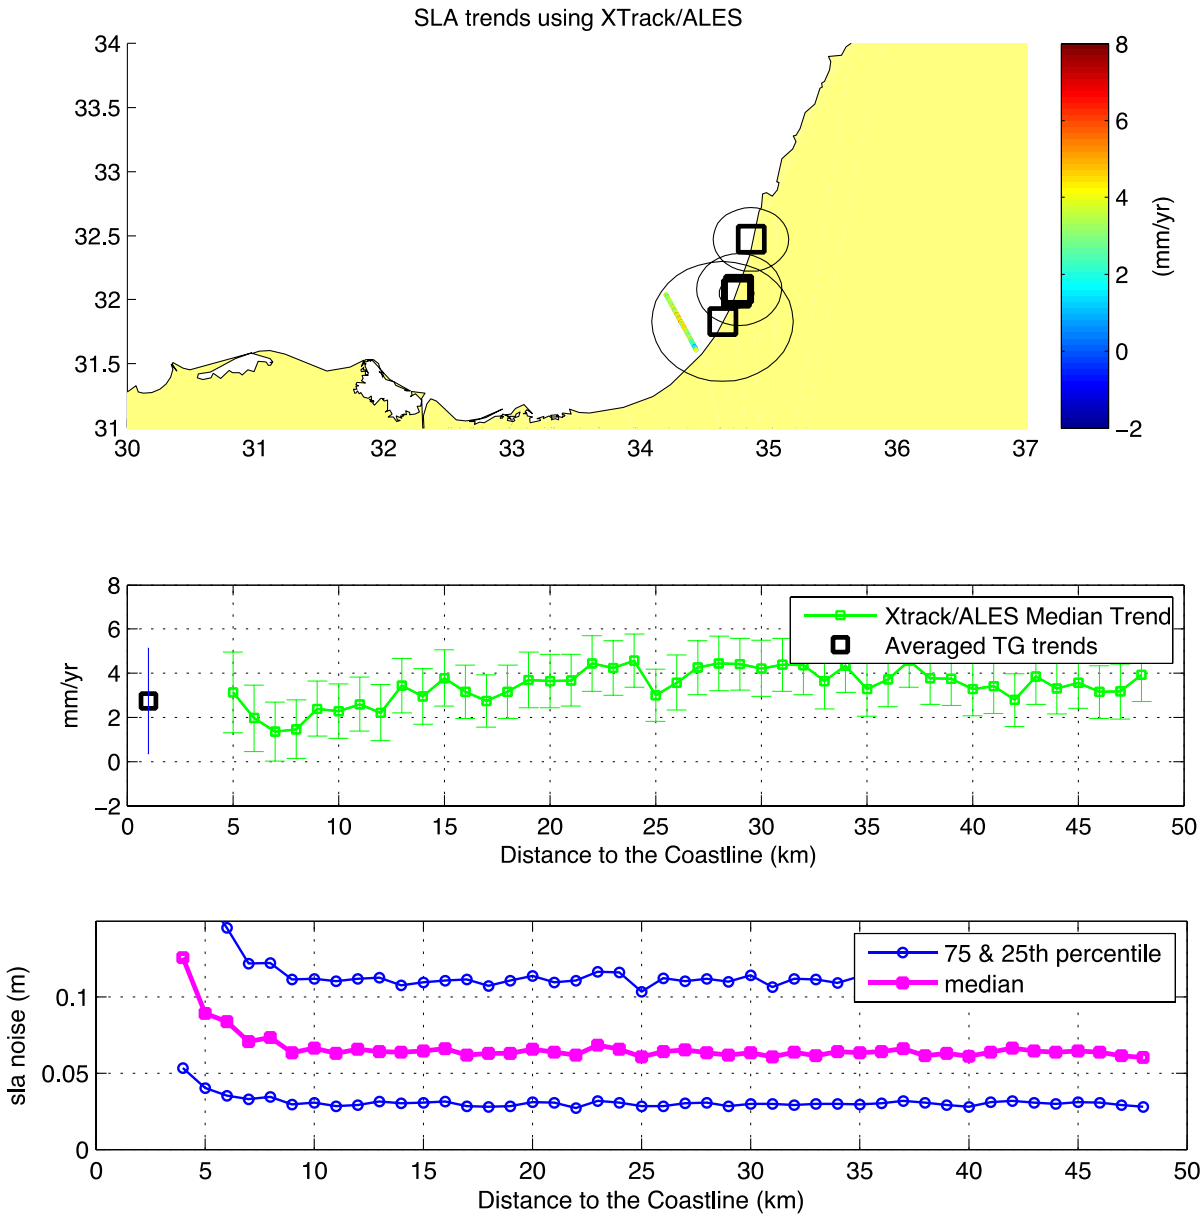 SLA trends using XTrack/ALES
34
33.5
33
32.5
32
31.5
31
30 31 32 33 34 35 36 37
8
6
4
2
0
−2
(mm/yr)
8
6
4
2
0
−2
mm/yr
Xtrack/ALES Median Trend
Averaged TG trends
0 5 10 15 20 25 30 35 40 45 50
Distance to the Coastline (km)
0.1
0.05
0
sla noise (m)
75 & 25th percentile
median
0 5 10 15 20 25 30 35 40 45 50
Distance to the Coastline (km)